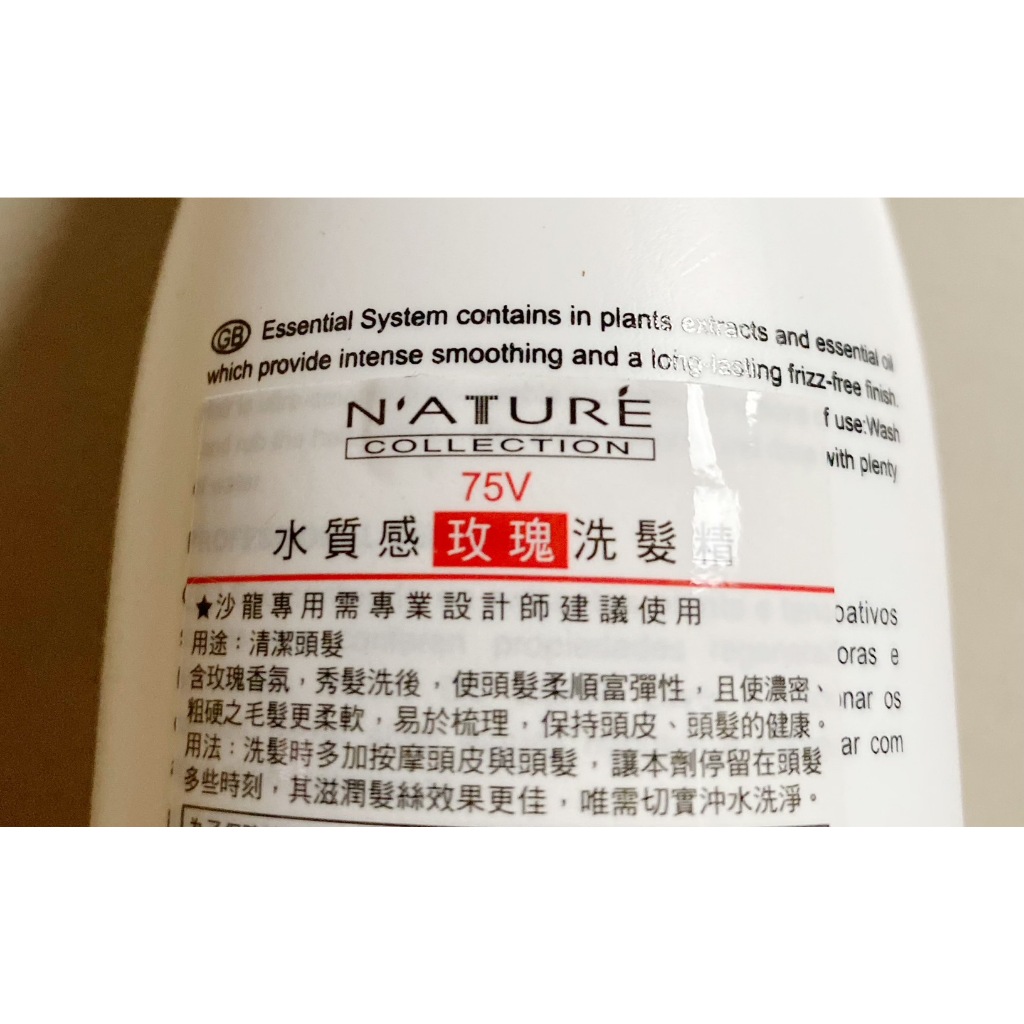 GB Essential System contains in plants extracts and essential oil
which provide intense smoothing and a long-lasting frizz-free finish.
N'ATURÉ
f use:Wash
COLLECTION
with plenty
75V
水質感玫瑰洗髮精
★沙龍專用需專業設計師建議使用
用途：清潔頭髮
含玫瑰香氛，秀髮洗後，使頭髮柔順富彈性，且使濃密、
粗硬之毛髮更柔軟，易於梳理，保持頭皮、頭髮的健康。
用法：洗髮時多加按摩頭皮與頭髮，讓本劑停留在頭髮
多些時刻，其滋潤髮絲效果更佳，唯需切實沖水洗淨。
oativos
oras e
nar os
ar com